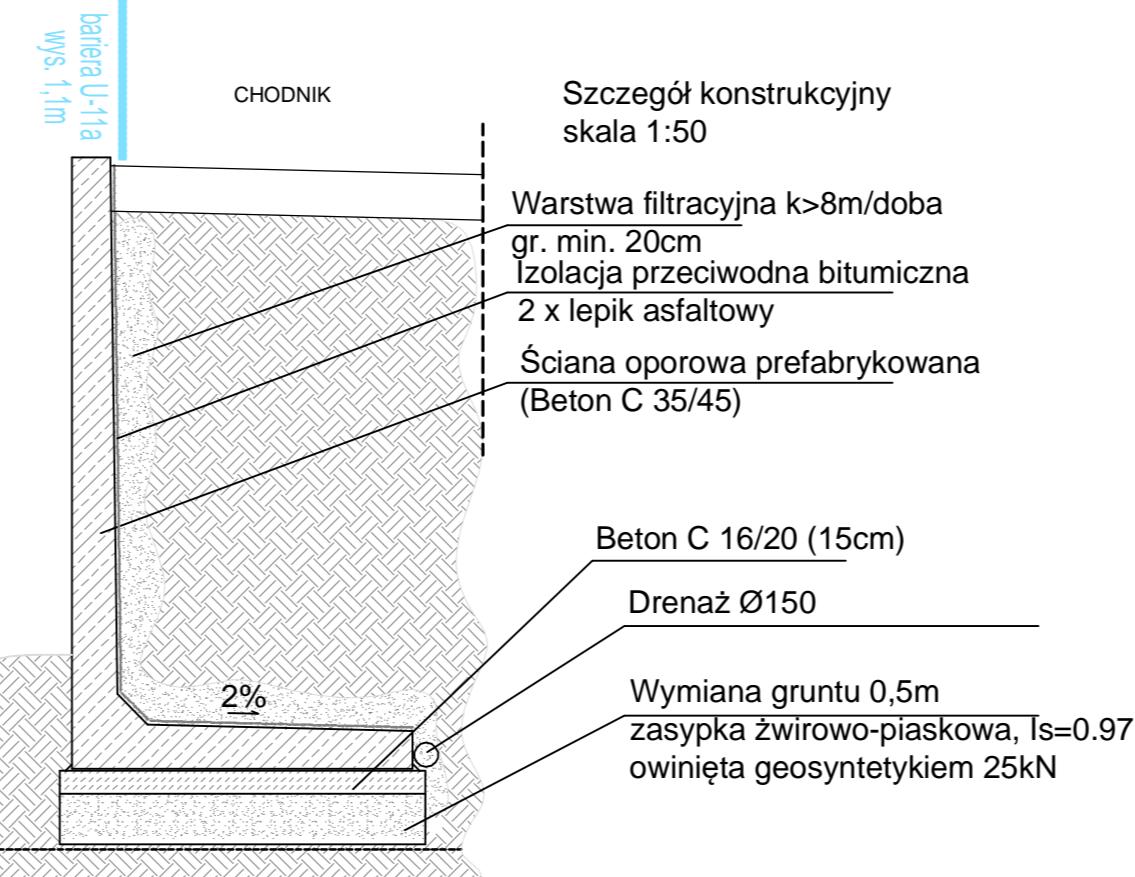 bariera U-11a
wys. 1,1m
CHODNIK
Szczegół konstrukcyjny
skala 1:50
Warstwa filtracyjna k>8m/doba
gr. min. 20cm
Izolacja przeciwodna bitumiczna
2 x lepik asfaltowy
Ściana oporowa prefabrykowana
(Beton C 35/45)
Beton C 16/20 (15cm)
Drenaż Ø150
2%
Wymiana gruntu 0,5m
zasypka żwirowo-piaskowa, Is=0.97
owinięta geosyntetykiem 25kN